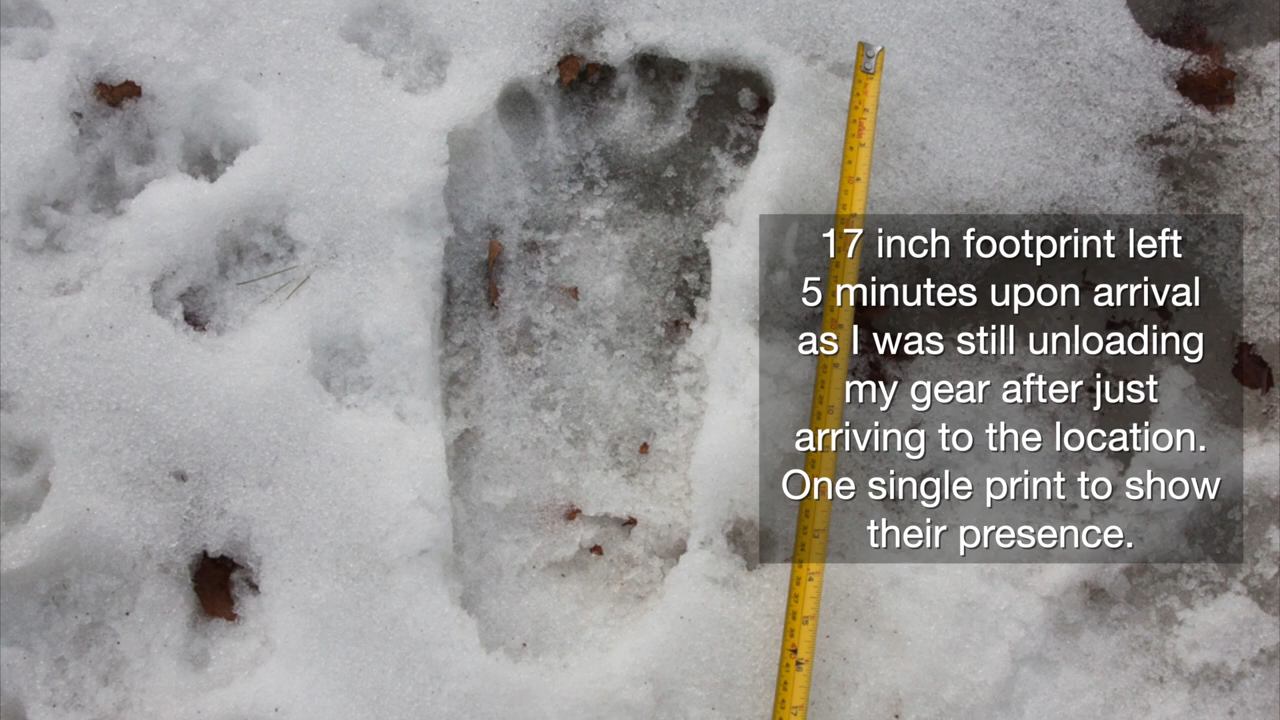 17 inch footprint left
5 minutes upon arrival
as I was still unloading
my gear after just
arriving to the location.
One single print to show
their presence.